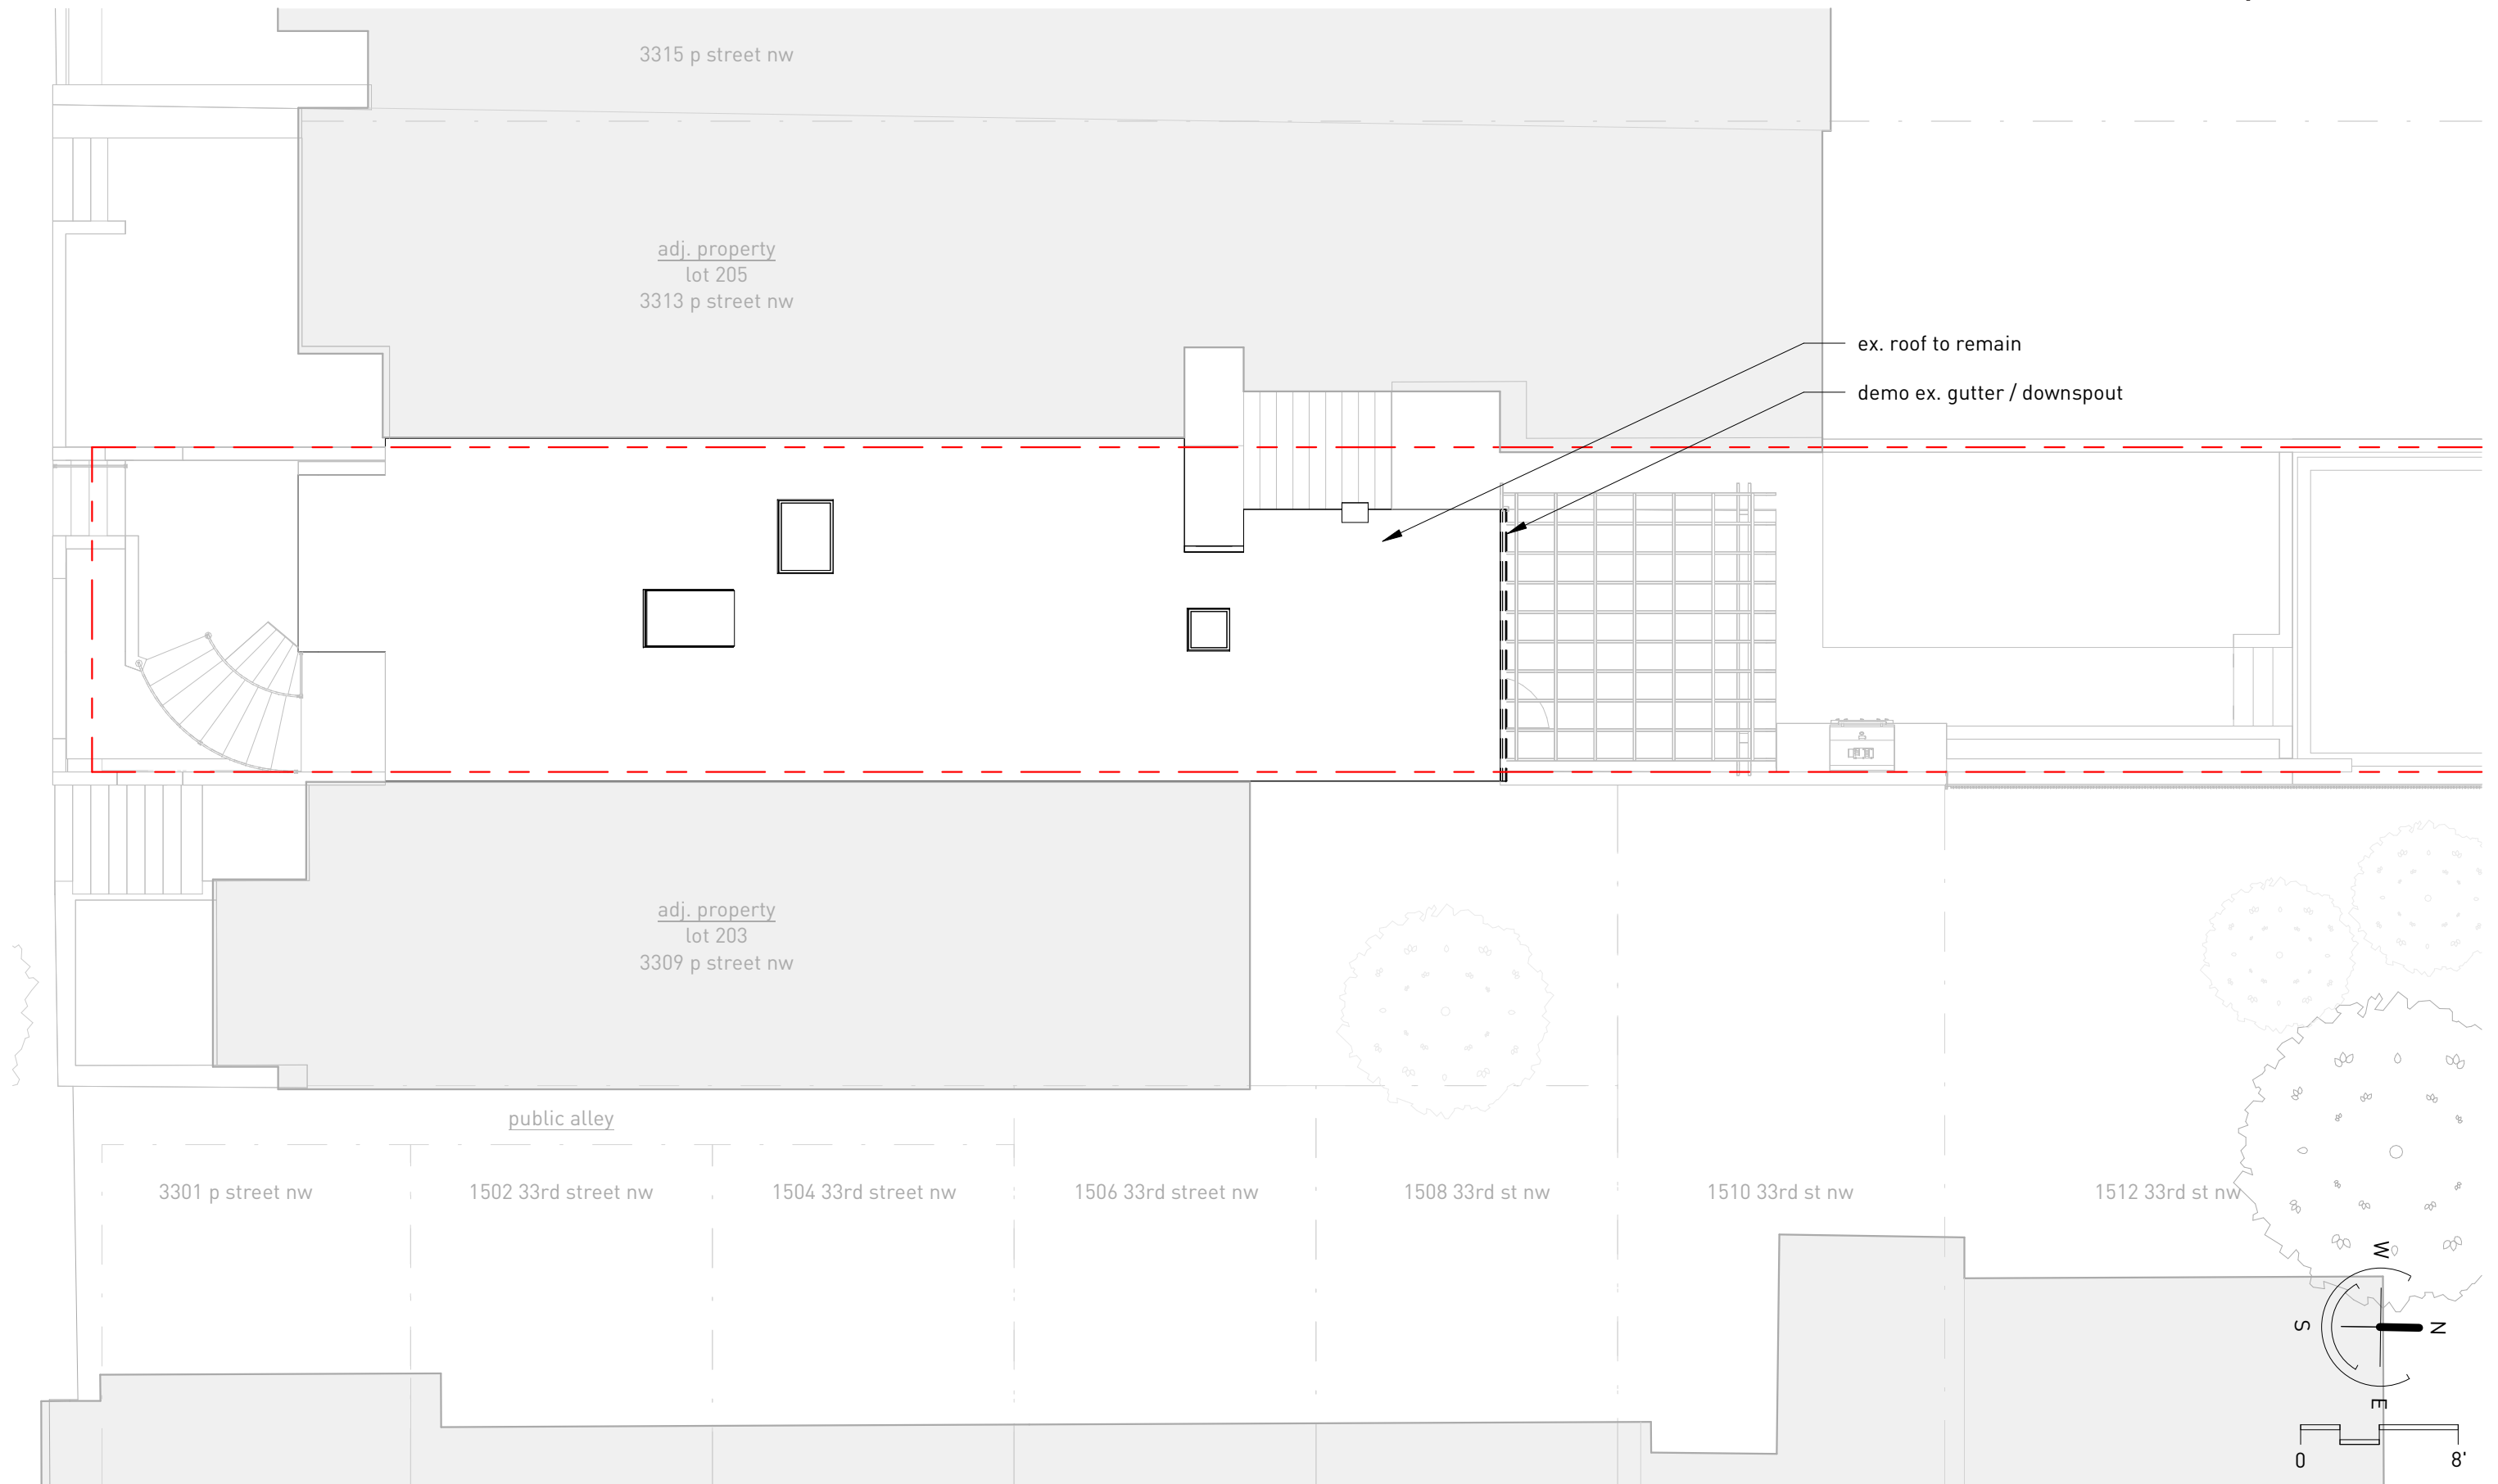 3315 p street nw
adj. property
lot 205
3313 p street nw
ex. roof to remain
demo ex. gutter / downspout
adj. property
lot 203
3309 p street nw
public alley
3301 p street nw
1502 33rd street nw
1504 33rd street nw
1506 33rd street nw
1508 33rd st nw
1510 33rd st nw
1512 33rd st nw
W
S
N
E
0
8'